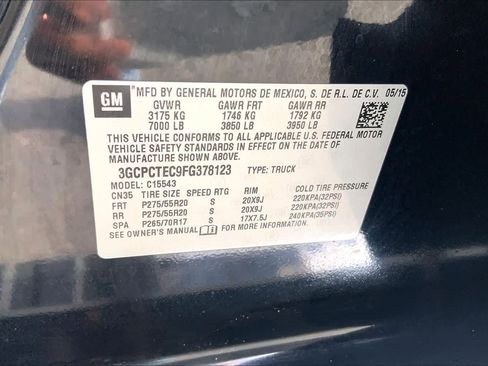 GM
MFD BY GENERAL MOTORS DE MEXICO, S. DE R.L. DE C.V. 05/15
GVWR GAWR FRT GAWR RR
3175 KG 1746 KG 1792 KG
7000 LB 3850 LB 3950 LB
THIS VEHICLE CONFORMS TO ALL APPLICABLE U.S. FEDERAL MOTOR
VEHICLE SAFETY, BUMPER, AND THEFT PREVENTION STANDARDS IN
EFFECT ON THE DATE OF MANUFACTURE SHOWN ABOVE.
3GCPCTEC9FG378123 TYPE: TRUCK
C15543
CN35 TIRE SIZE SPEED RTG RIM COLD TIRE PRESSURE
FRT P275/55R20 S 20X9J 220KPA(32PSI)
RR P275/55R20 S 20X9J 220KPA(32PSI)
SPA P265/70R17 S 17X7.5J 240KPA(35PSI)
SEE OWNER'S MANUAL FOR MORE INFORMATION.